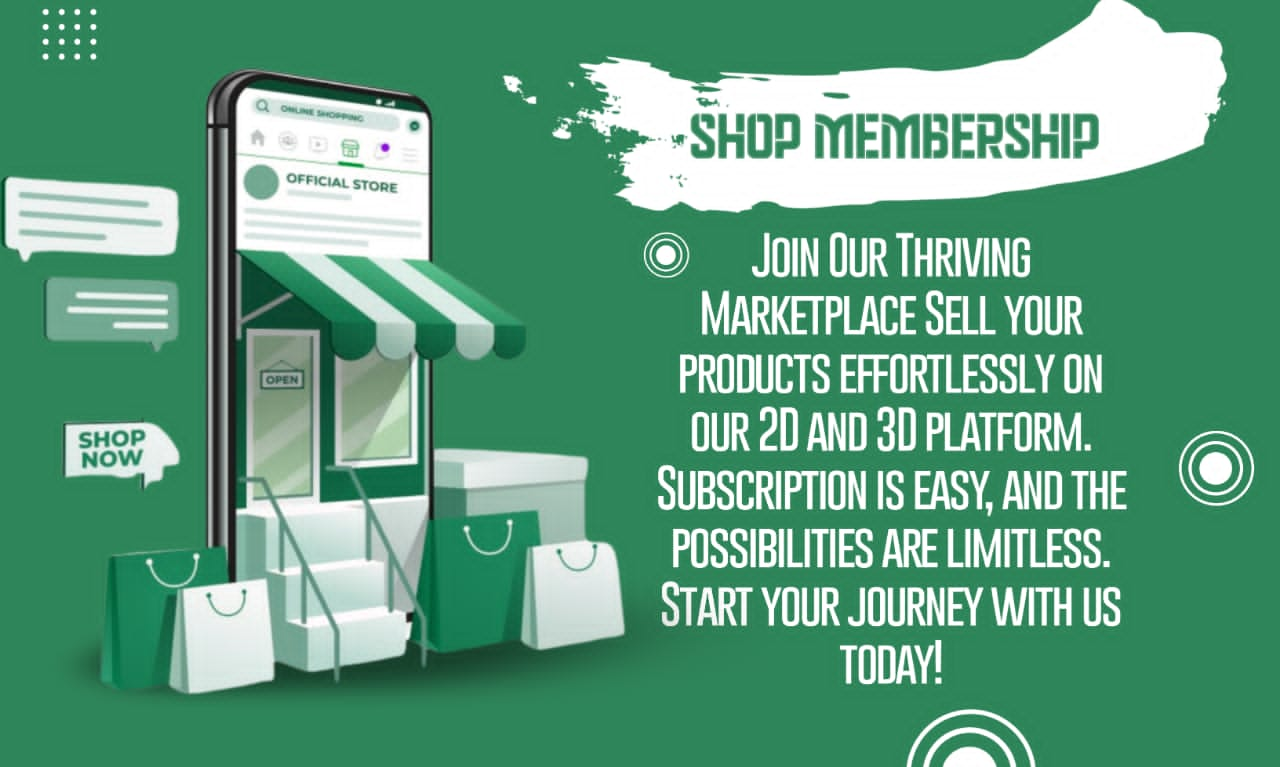 ONLINE SHOPPING
OFFICIAL STORE
OPEN
SHOP
NOW
SHOP MEMBERSHIP
Join Our Thriving
Marketplace Sell your
products effortlessly on
our 2D and 3D platform.
Subscription is easy, and the
possibilities are limitless.
Start your journey with us
today!